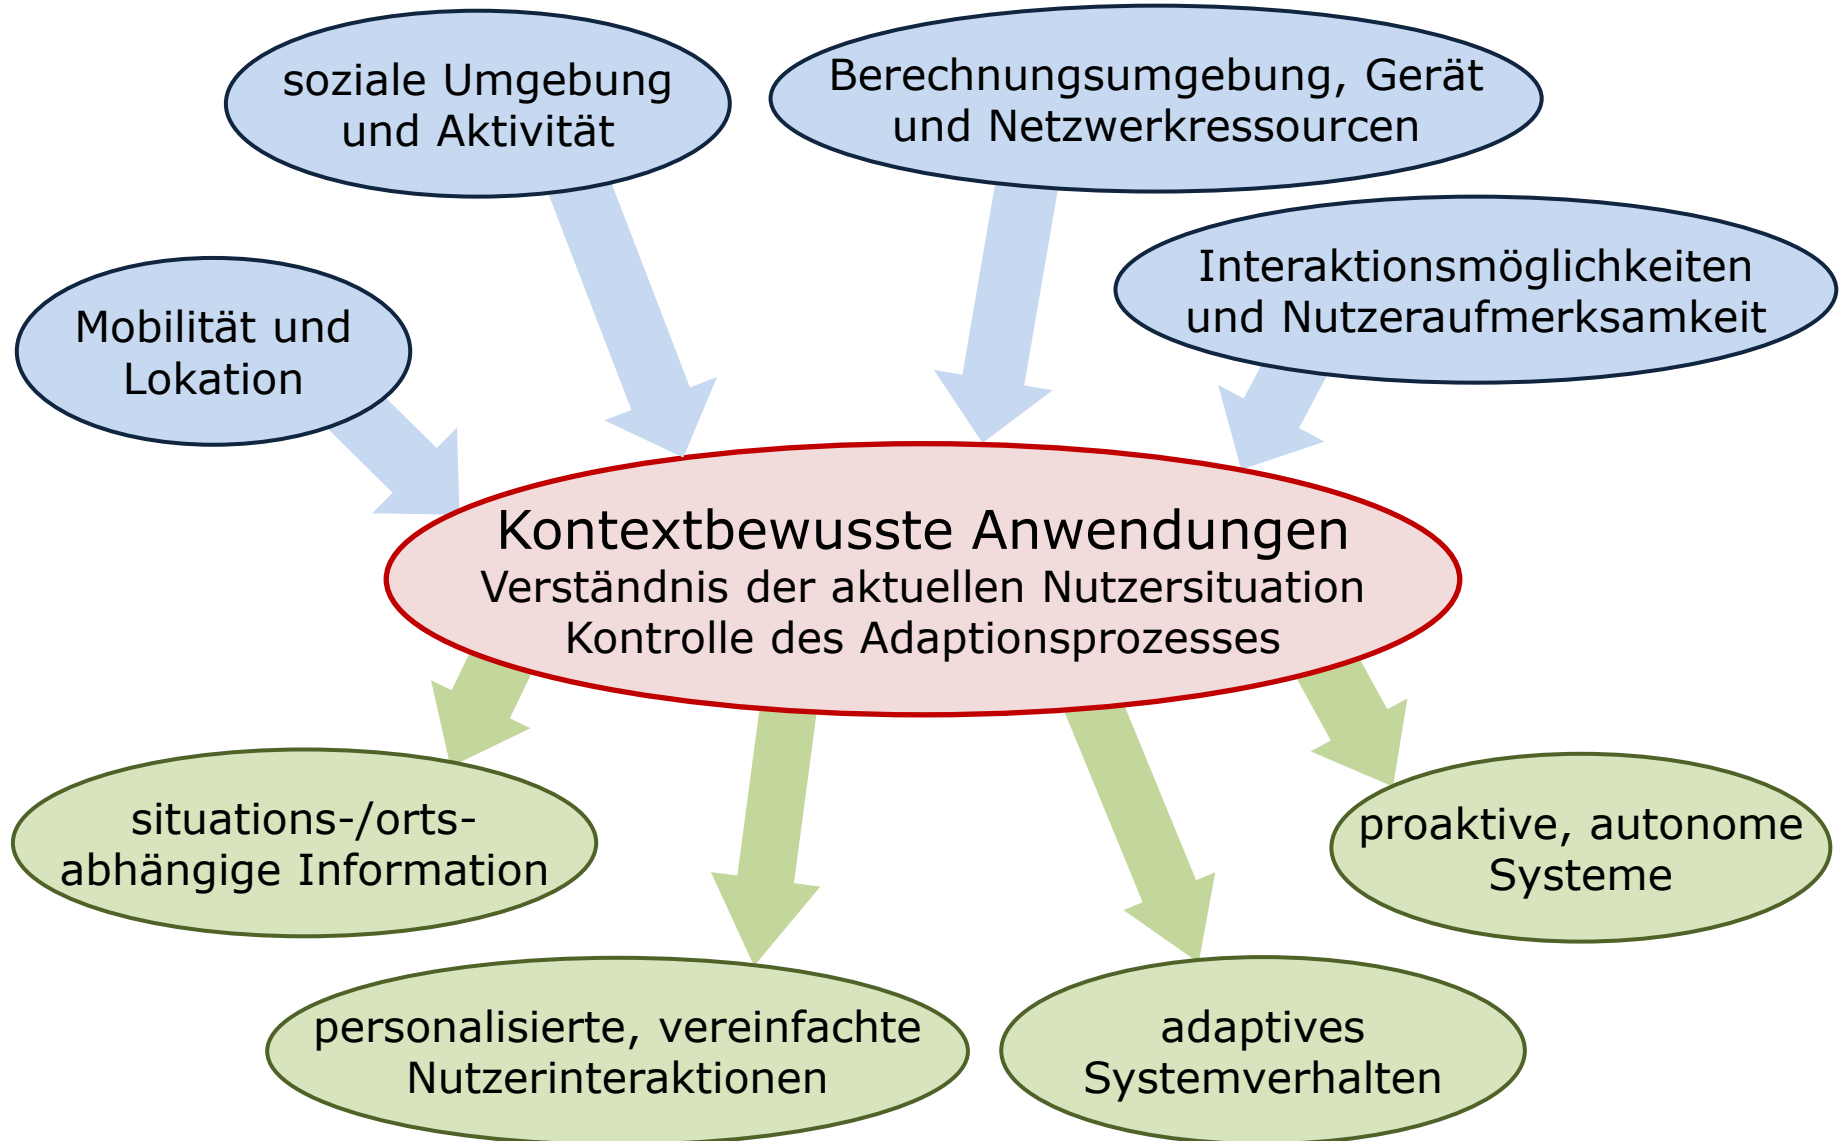 soziale Umgebung
und Aktivität
Berechnungsumgebung, Gerät
und Netzwerkressourcen
Interaktionsmöglichkeiten
und Nutzeraufmerksamkeit
Mobilität und
Lokation
Kontextbewusste Anwendungen
Verständnis der aktuellen Nutzersituation
Kontrolle des Adaptionsprozesses
situations-/orts-
abhängige Information
proaktive, autonome
Systeme
personalisierte, vereinfachte
Nutzerinteraktionen
adaptives
Systemverhalten